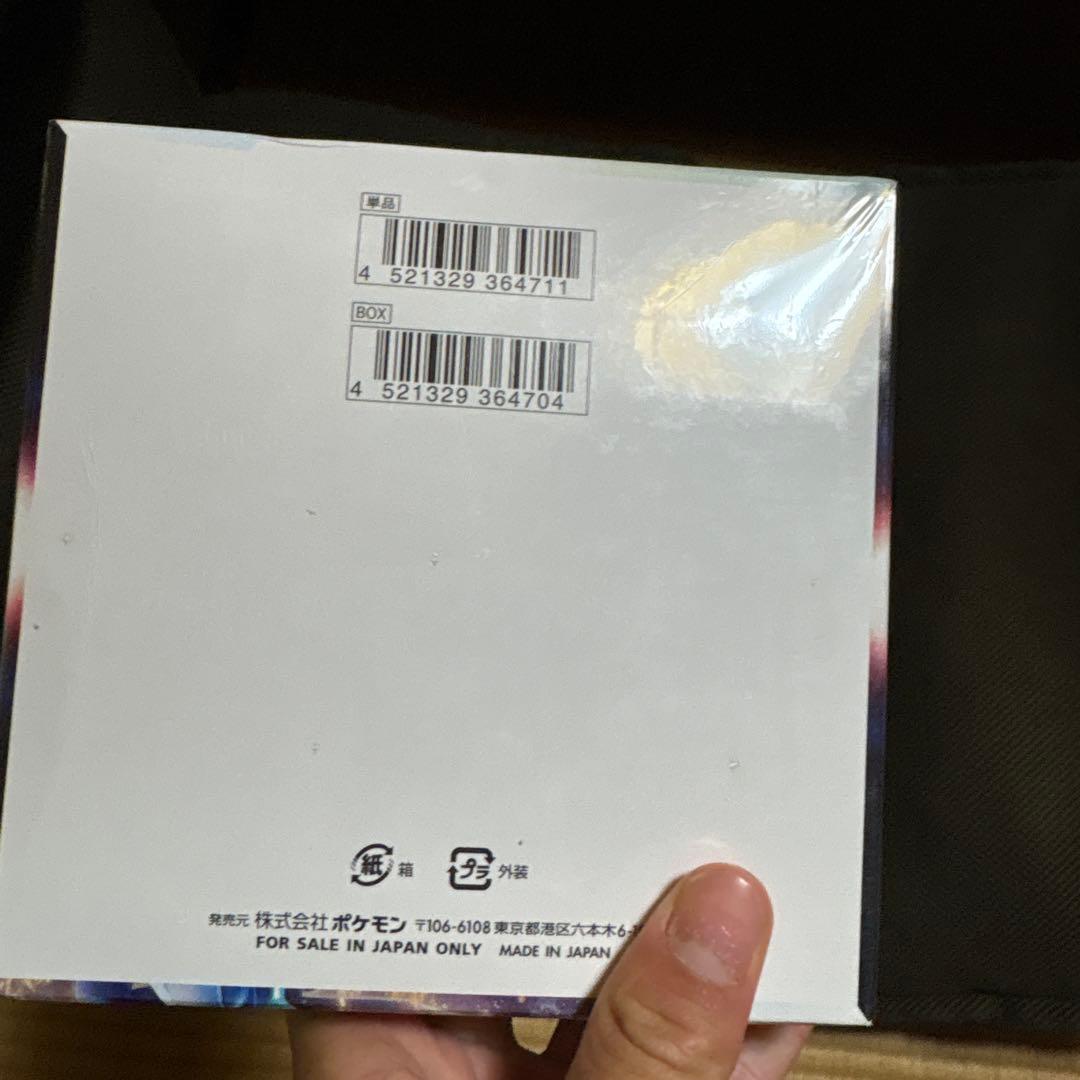 単品
4 521329 364711
BOX
4 521329 364704
紙 箱 プラ 外装
発売元 株式会社ポケモン 〒106-6108 東京都港区六本木6-1
FOR SALE IN JAPAN ONLY MADE IN JAPAN